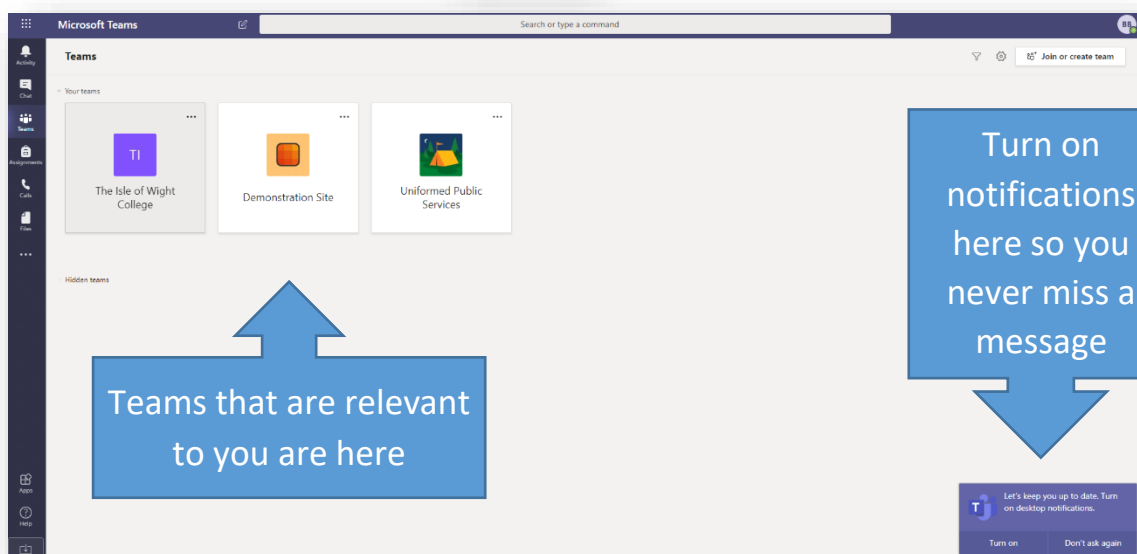 Microsoft Teams
Search or type a command
BB
Activity
Teams
Join or create team
Chat
Your teams
Teams
TI
The Isle of Wight
College
Demonstration Site
Uniformed Public
Services
Assignments
Calls
Files
Hidden teams
Turn on
notifications
here so you
never miss a
message
Teams that are relevant
to you are here
Apps
Help
T
Let's keep you up to date. Turn
on desktop notifications.
Turn on
Don't ask again